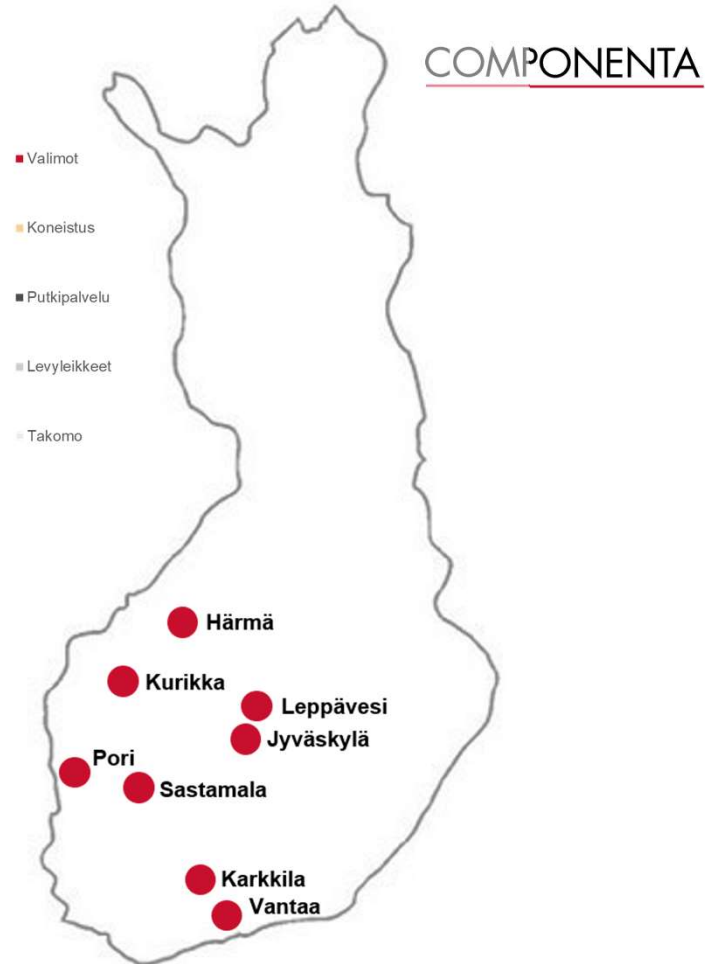 COMPONENTA
Valimot
Koneistus
Putkipalvelu
Levyleikkeet
Takomo
Härmä
Kurikka
Leppävesi
Jyväskylä
Pori
Sastamala
Karkkila
Vantaa